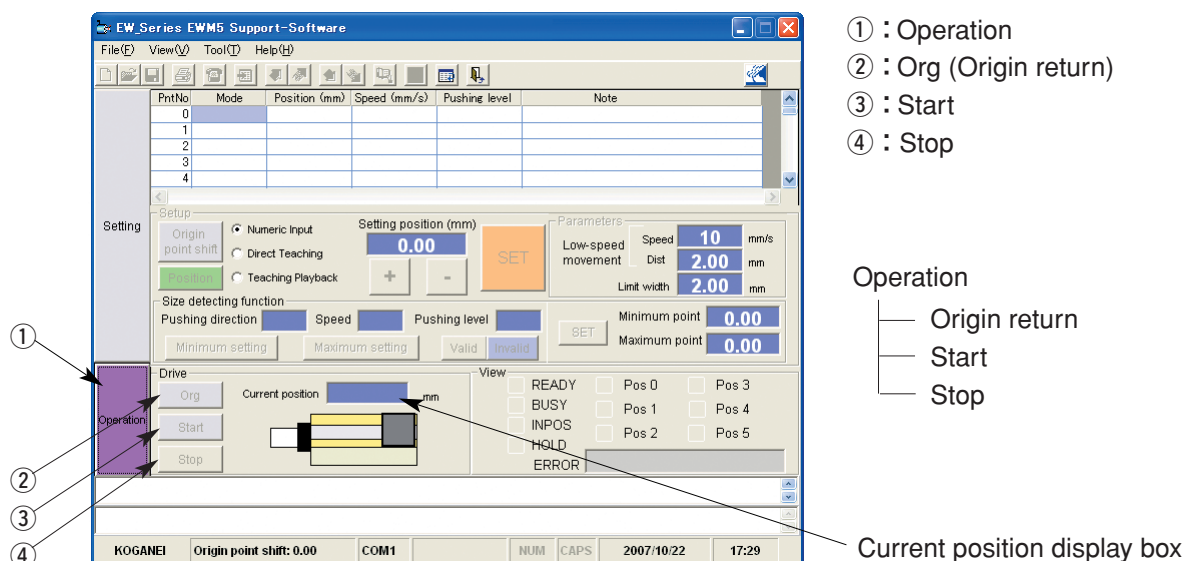 EW_Series EWM5 Support-Software
File(F) View(V) Tool(T) Help(H)
PntNo Mode Position (mm) Speed (mm/s) Pushing level Note
0
1
2
3
4
Setting
Setup
Origin point shift
Position
Numeric Input
Direct Teaching
Teaching Playback
Setting position (mm)
0.00
+ -
SET
Parameters
Low-speed movement
Speed 10 mm/s
Dist 2.00 mm
Limit width 2.00 mm
Size detecting function
Pushing direction Speed Pushing level
Minimum setting Maximum setting Valid Invalid
SET
Minimum point 0.00
Maximum point 0.00
Operation
Drive
Org
Start
Stop
Current position mm
View
READY Pos 0 Pos 3
BUSY Pos 1 Pos 4
INPOS Pos 2 Pos 5
HOLD
ERROR
KOGANEI Origin point shift: 0.00 COM1 NUM CAPS 2007/10/22 17:29
①
②
③
④
① : Operation
② : Org (Origin return)
③ : Start
④ : Stop
Operation
Origin return
Start
Stop
Current position display box